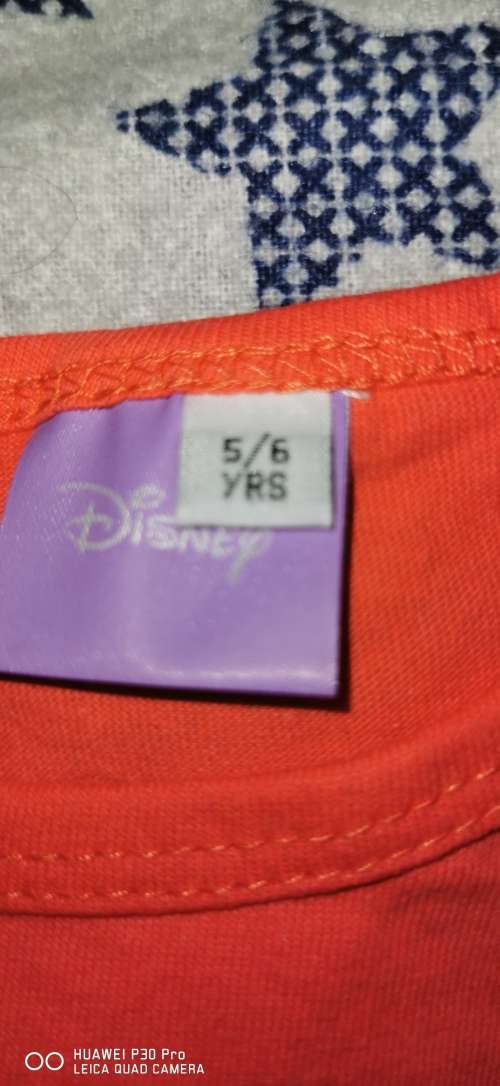 5/6
YRS
Disney
HUAWEI P30 Pro
LEICA QUAD CAMERA